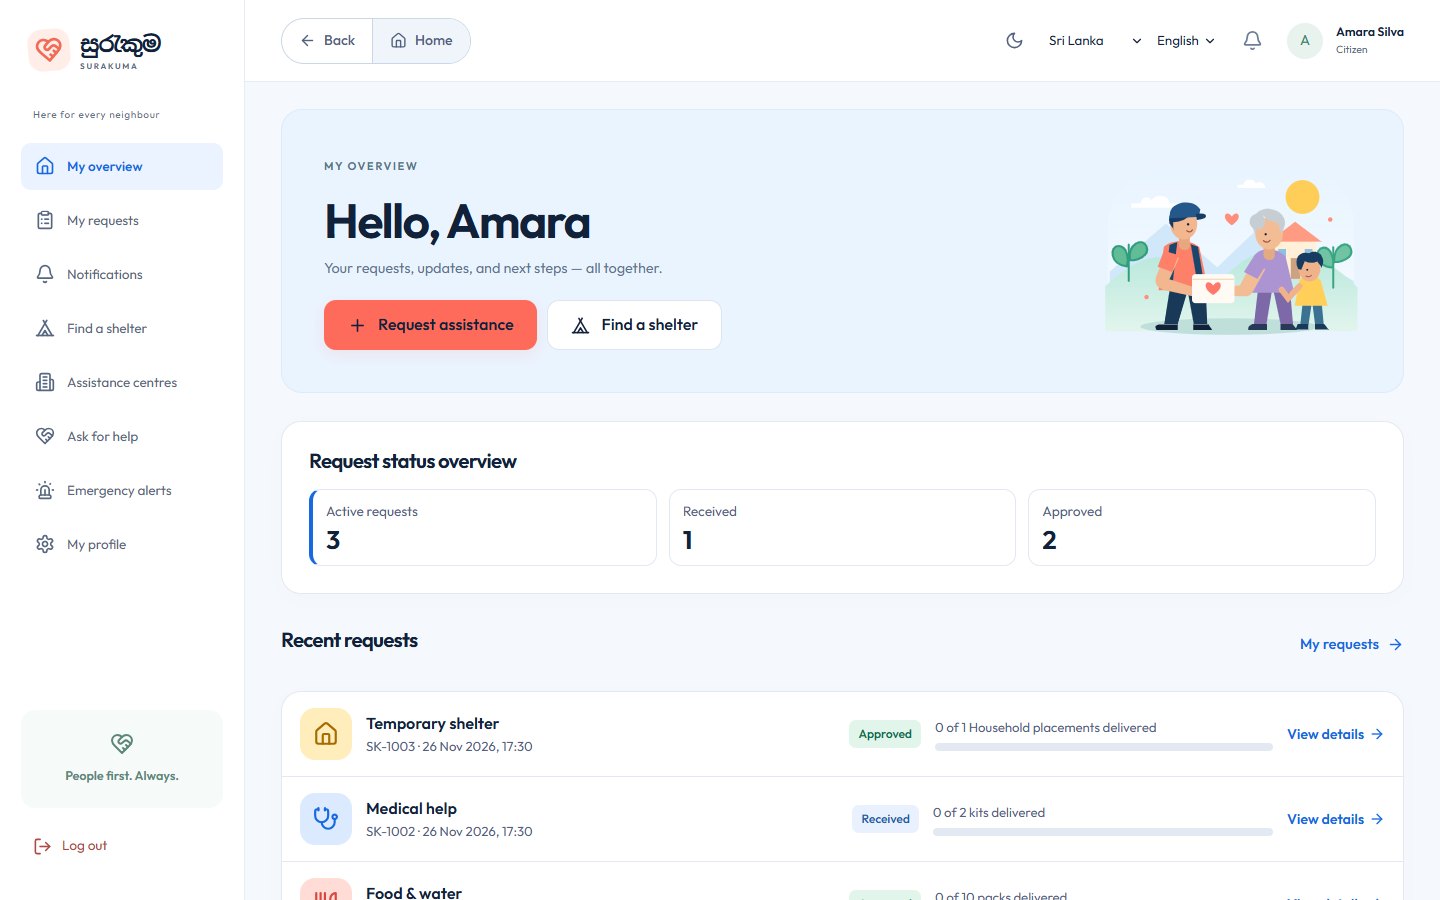 සුරැකුම
SURAKUMA
Here for every neighbour
My overview
My requests
Notifications
Find a shelter
Assistance centres
Ask for help
Emergency alerts
My profile
People first. Always.
Log out
Back
Home
Sri Lanka
English
A
Amara Silva
Citizen
MY OVERVIEW
Hello, Amara
Your requests, updates, and next steps — all together.
Request assistance
Find a shelter
Request status overview
Active requests
3
Received
1
Approved
2
Recent requests
My requests
Temporary shelter
SK-1003 · 26 Nov 2026, 17:30
Approved
0 of 1 Household placements delivered
View details
Medical help
SK-1002 · 26 Nov 2026, 17:30
Received
0 of 2 kits delivered
View details
Food & water
0 of 10 packs delivered